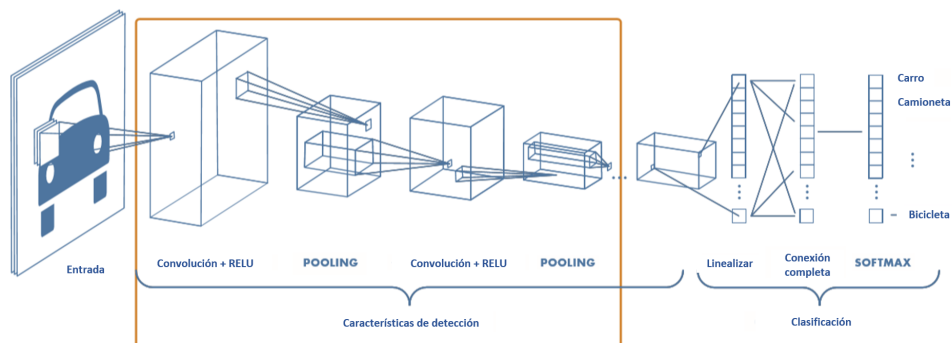 Carro
Camioneta
Bicicleta
Entrada
Convolución + RELU
POOLING
Convolución + RELU
POOLING
Linealizar
Conexión
completa
SOFTMAX
Características de detección
Clasificación